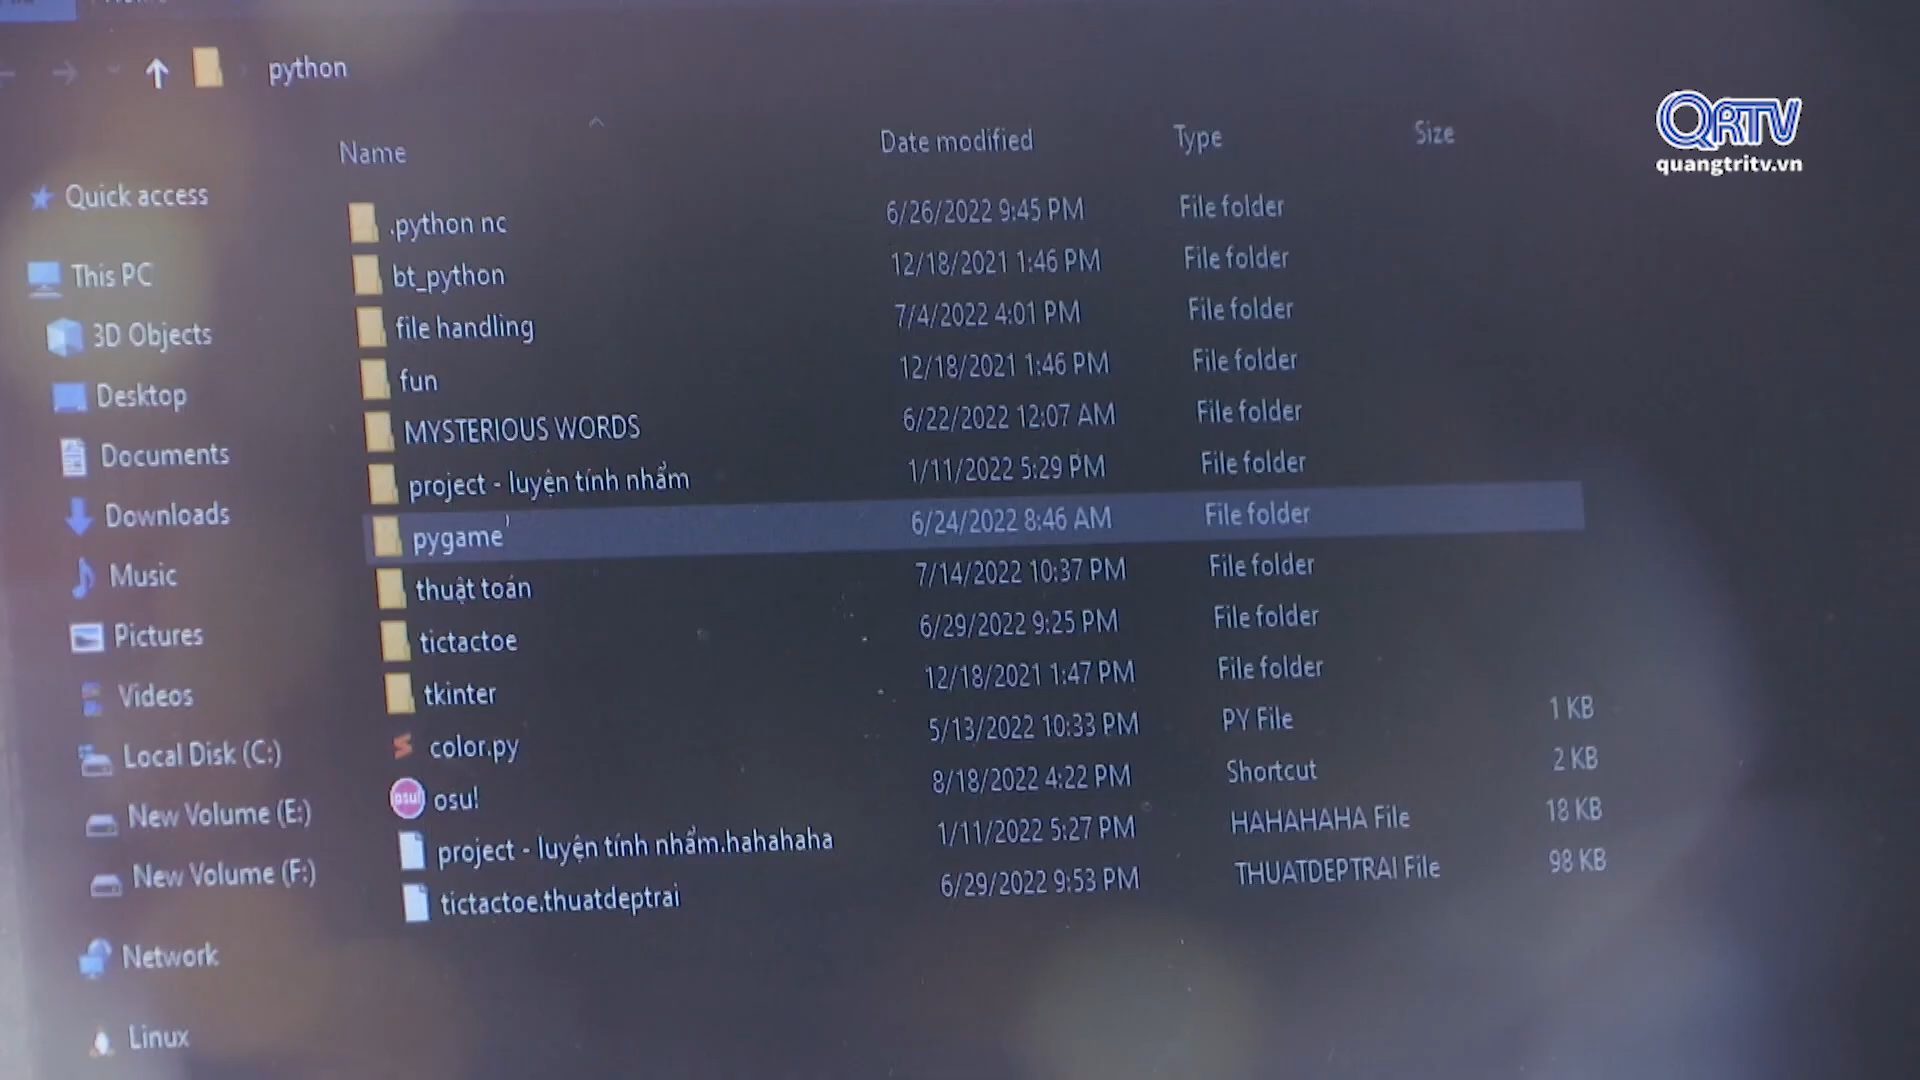 python
QRTV
quangtritv.vn
Name Date modified Type Size
Quick access
This PC
3D Objects
Desktop
Documents
Downloads
Music
Pictures
Videos
Local Disk (C:)
New Volume (E:)
New Volume (F:)
Network
Linux
.python nc 6/26/2022 9:45 PM File folder
bt_python 12/18/2021 1:46 PM File folder
file handling 7/4/2022 4:01 PM File folder
fun 12/18/2021 1:46 PM File folder
MYSTERIOUS WORDS 6/22/2022 12:07 AM File folder
project - luyện tính nhẩm 1/11/2022 5:29 PM File folder
pygame 6/24/2022 8:46 AM File folder
thuật toán 7/14/2022 10:37 PM File folder
tictactoe 6/29/2022 9:25 PM File folder
tkinter 12/18/2021 1:47 PM File folder
color.py 5/13/2022 10:33 PM PY File 1 KB
osu! osu! 8/18/2022 4:22 PM Shortcut 2 KB
project - luyện tính nhẩm.hahahaha 1/11/2022 5:27 PM HAHAHAHA File 18 KB
tictactoe.thuatdeptrai 6/29/2022 9:53 PM THUATDEPTRAI File 98 KB